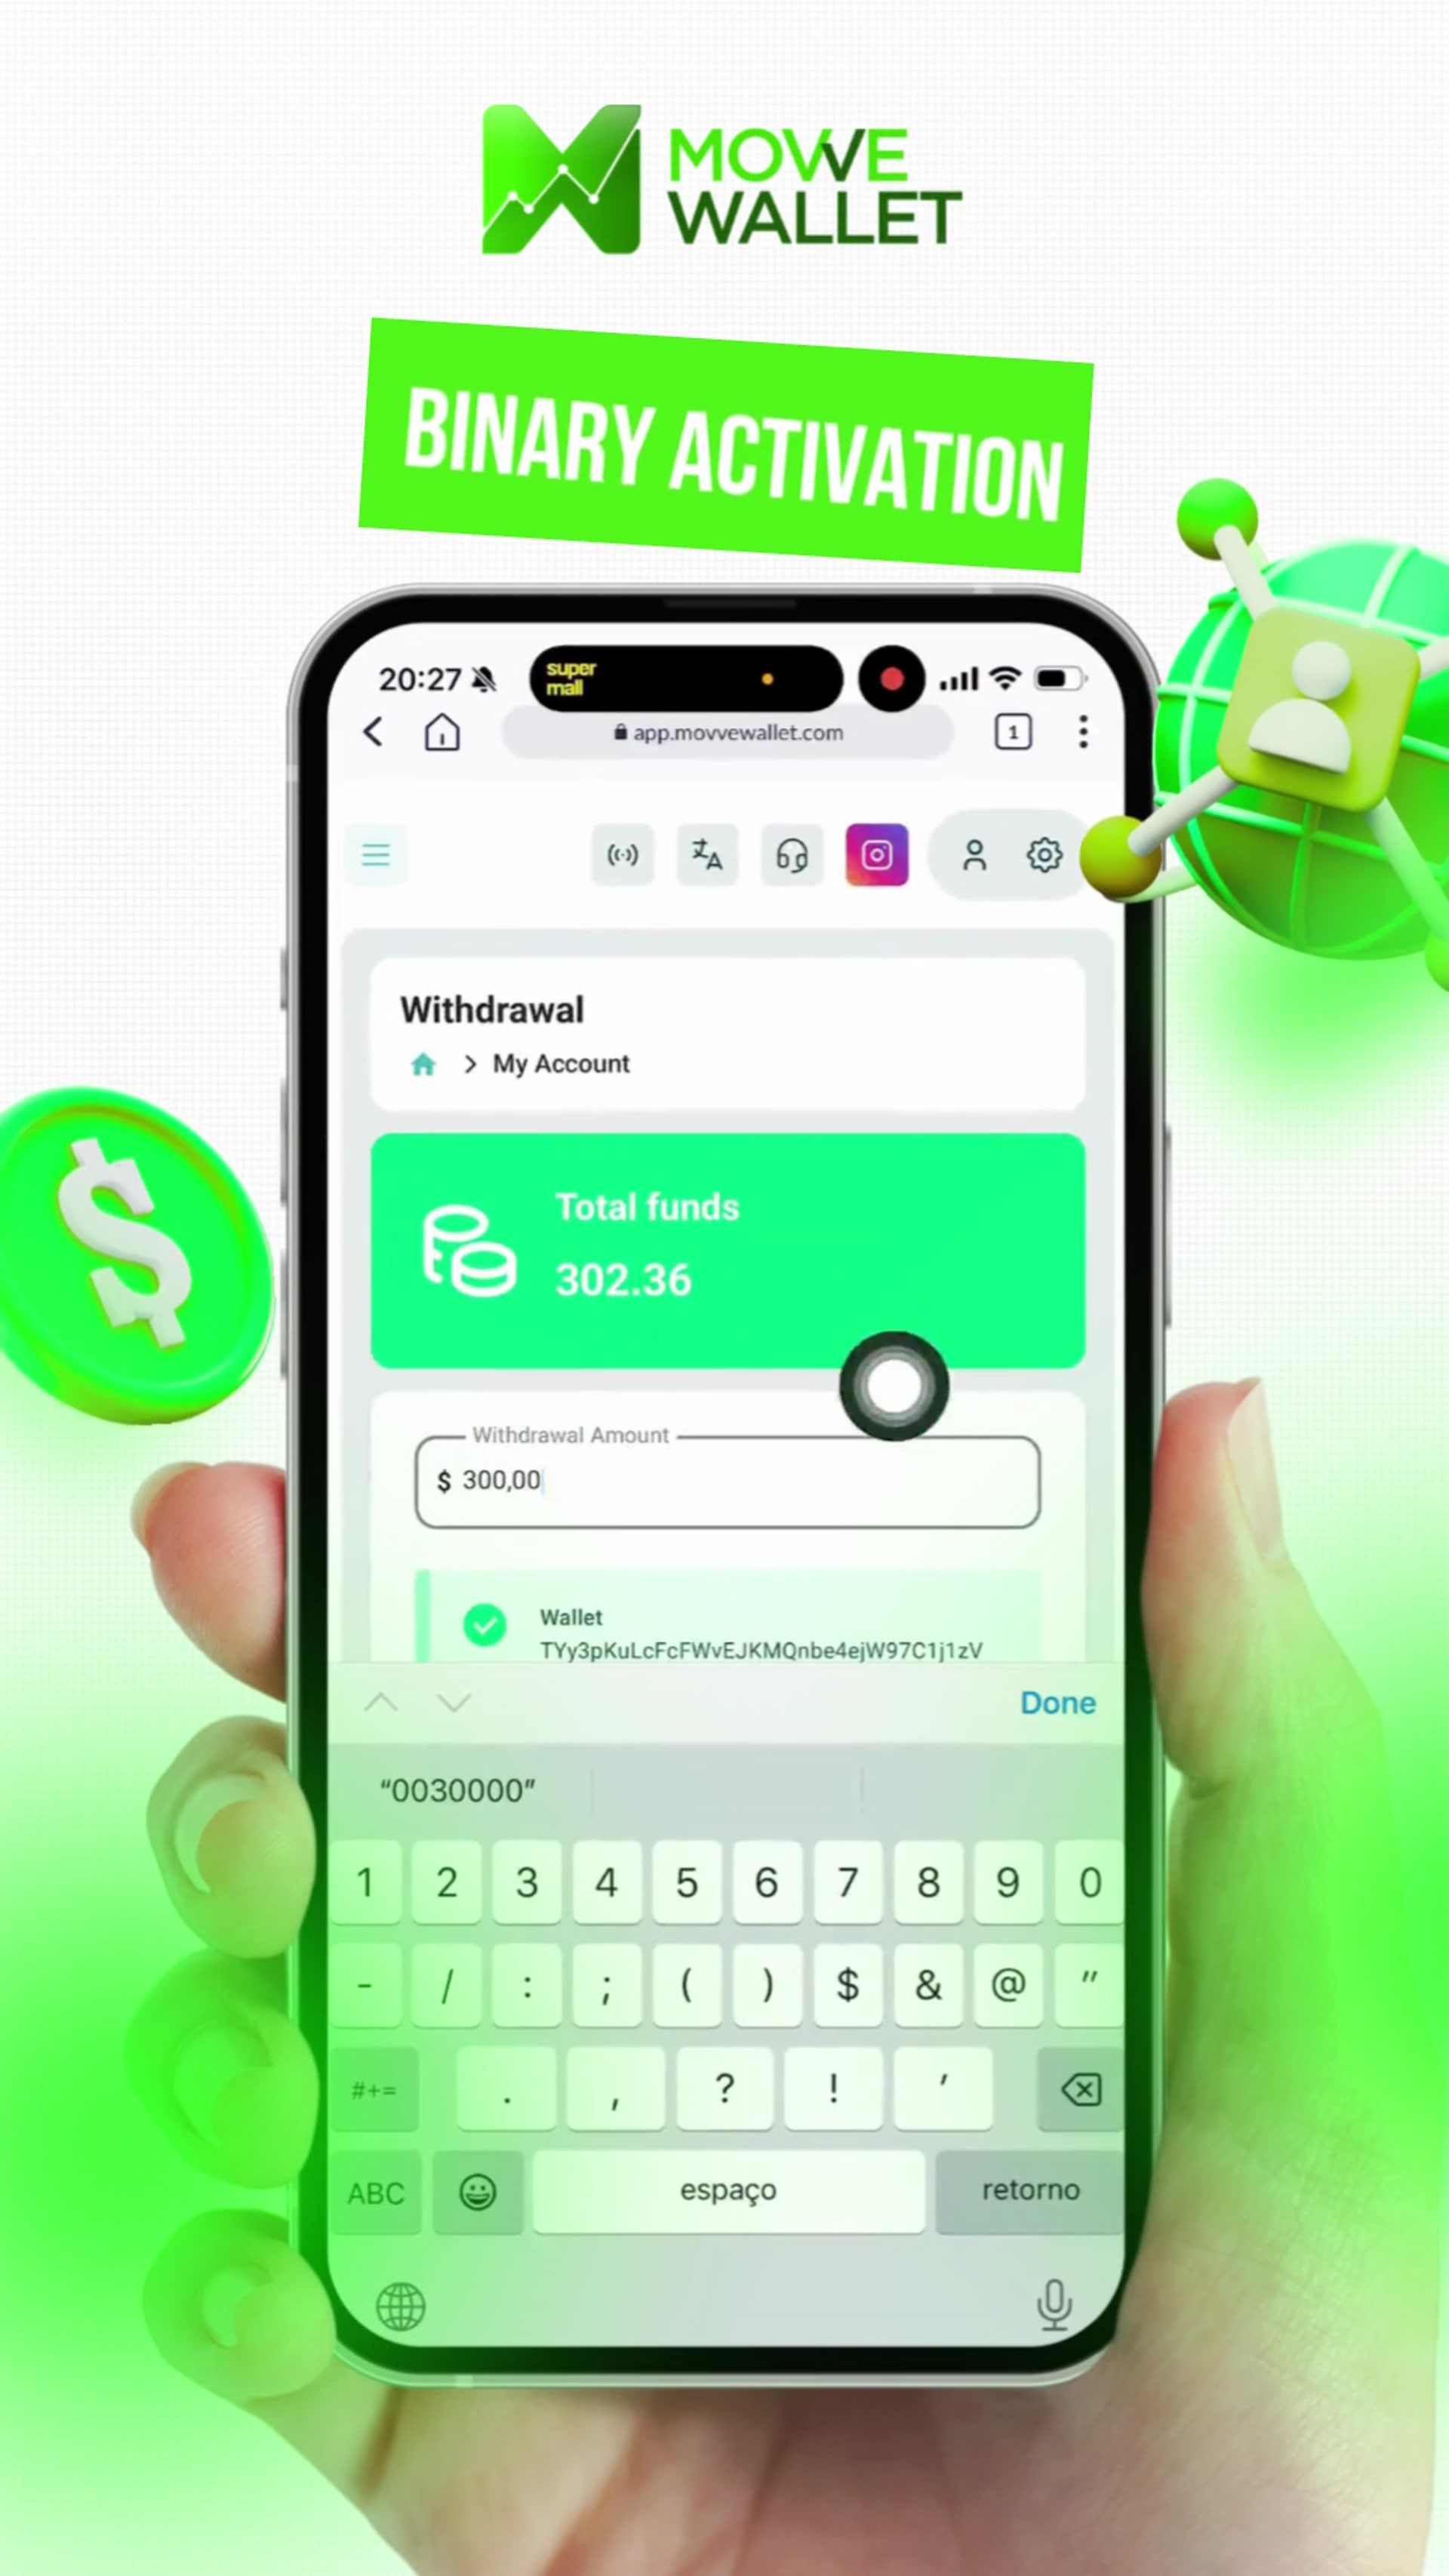 MOVVE
WALLET
BINARY ACTIVATION
20:27
super
mall
app.movvewallet.com
1
Withdrawal
> My Account
Total funds
302.36
Withdrawal Amount
$ 300,00
Wallet
TYy3pKuLcFcFWvEJKMQnbe4ejW97C1j1zV
Done
“0030000”
1 2 3 4 5 6 7 8 9 0
- / : ; ( ) $ & @ "
#+= . , ? ! '
ABC espaço retorno
$